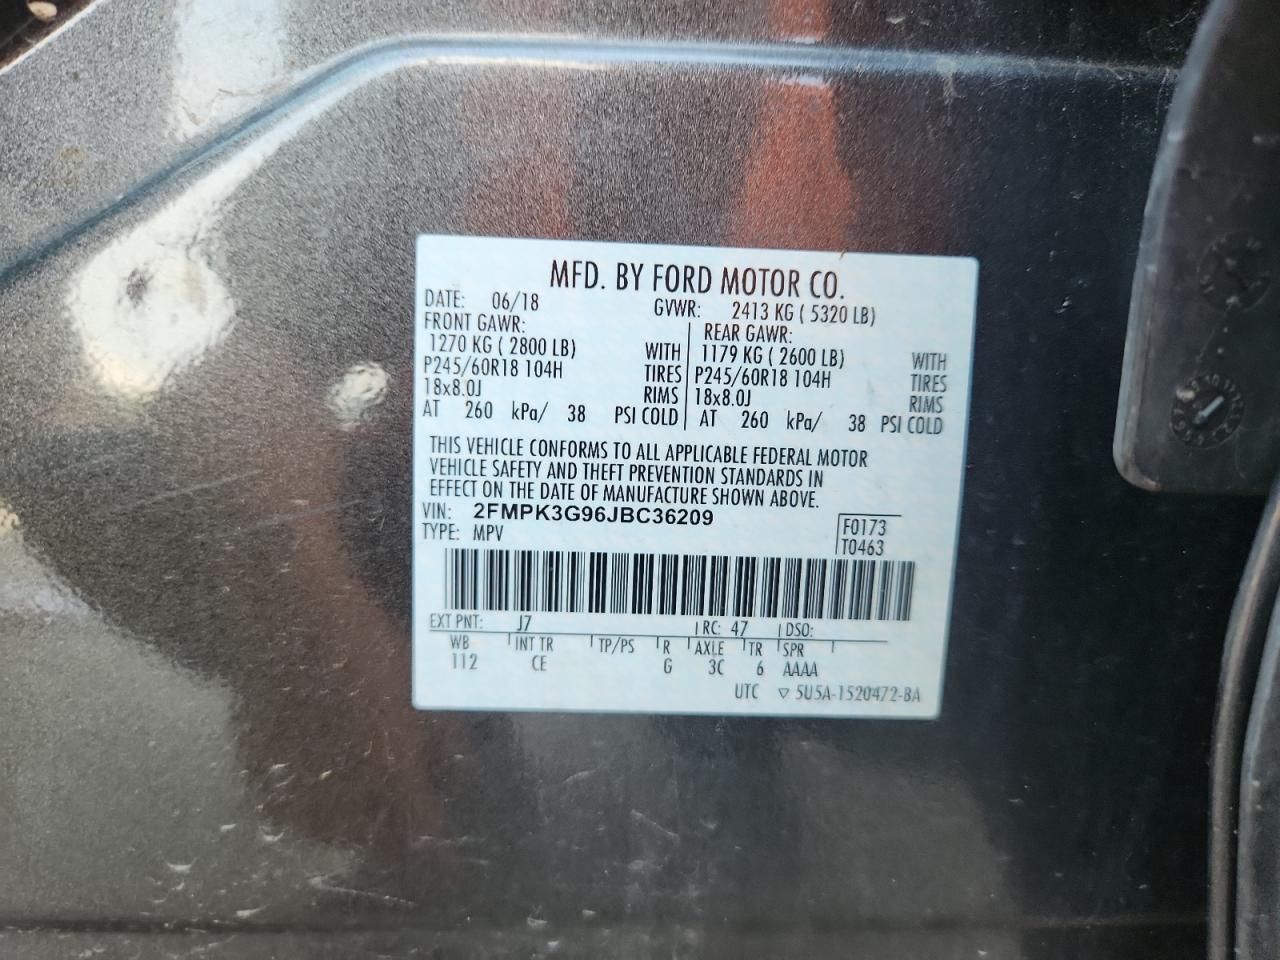 MFD. BY FORD MOTOR CO.
DATE: 06/18 GVWR: 2413 KG ( 5320 LB)
FRONT GAWR: REAR GAWR:
1270 KG ( 2800 LB) WITH 1179 KG ( 2600 LB) WITH
P245/60R18 104H TIRES P245/60R18 104H TIRES
18x8.0J RIMS 18x8.0J RIMS
AT 260 kPa/ 38 PSI COLD AT 260 kPa/ 38 PSI COLD
THIS VEHICLE CONFORMS TO ALL APPLICABLE FEDERAL MOTOR
VEHICLE SAFETY AND THEFT PREVENTION STANDARDS IN
EFFECT ON THE DATE OF MANUFACTURE SHOWN ABOVE.
VIN: 2FMPK3G96JBC36209 F0173
TYPE: MPV T0463
EXT PNT: J7 RC: 47 DSO:
WB INT TR TP/PS R AXLE TR SPR
112 CE G 3C 6 AAAA
UTC ▽ 5U5A-1520472-BA